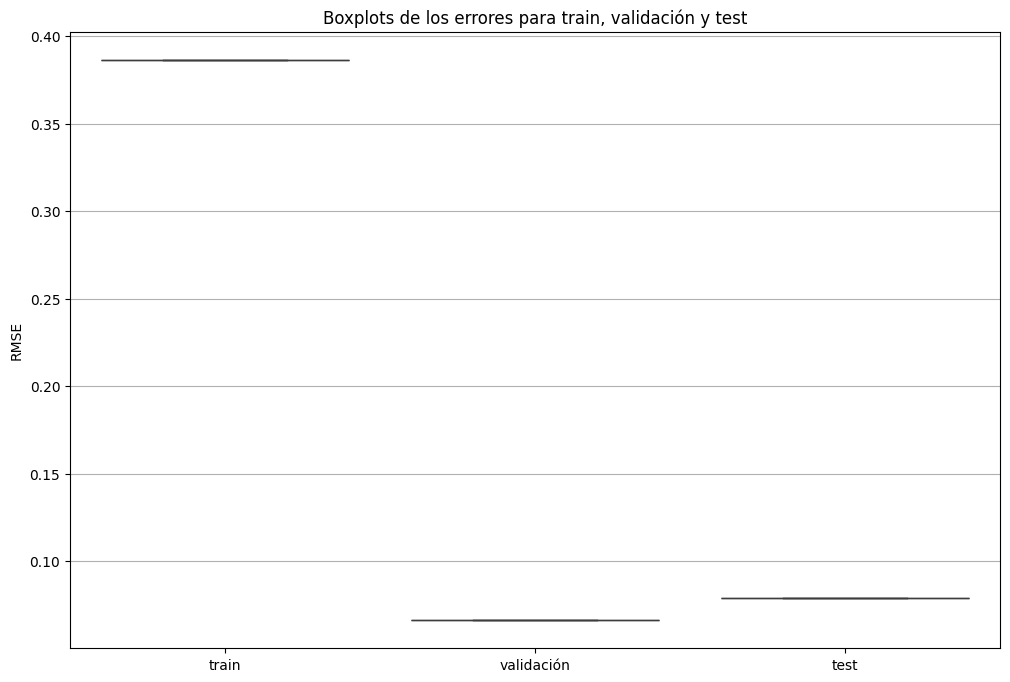 Boxplots de los errores para train, validación y test
0.40
0.35
0.30
0.25
0.20
0.15
0.10
RMSE
train
validación
test